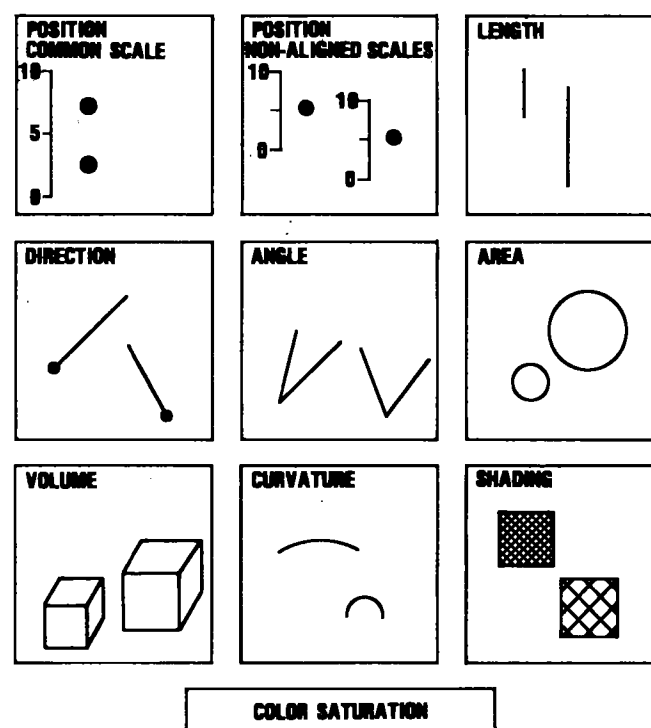 POSITION
COMMON SCALE
10
5
0
POSITION
NON-ALIGNED SCALES
10
0
10
0
LENGTH
DIRECTION
ANGLE
AREA
VOLUME
CURVATURE
SHADING
COLOR SATURATION